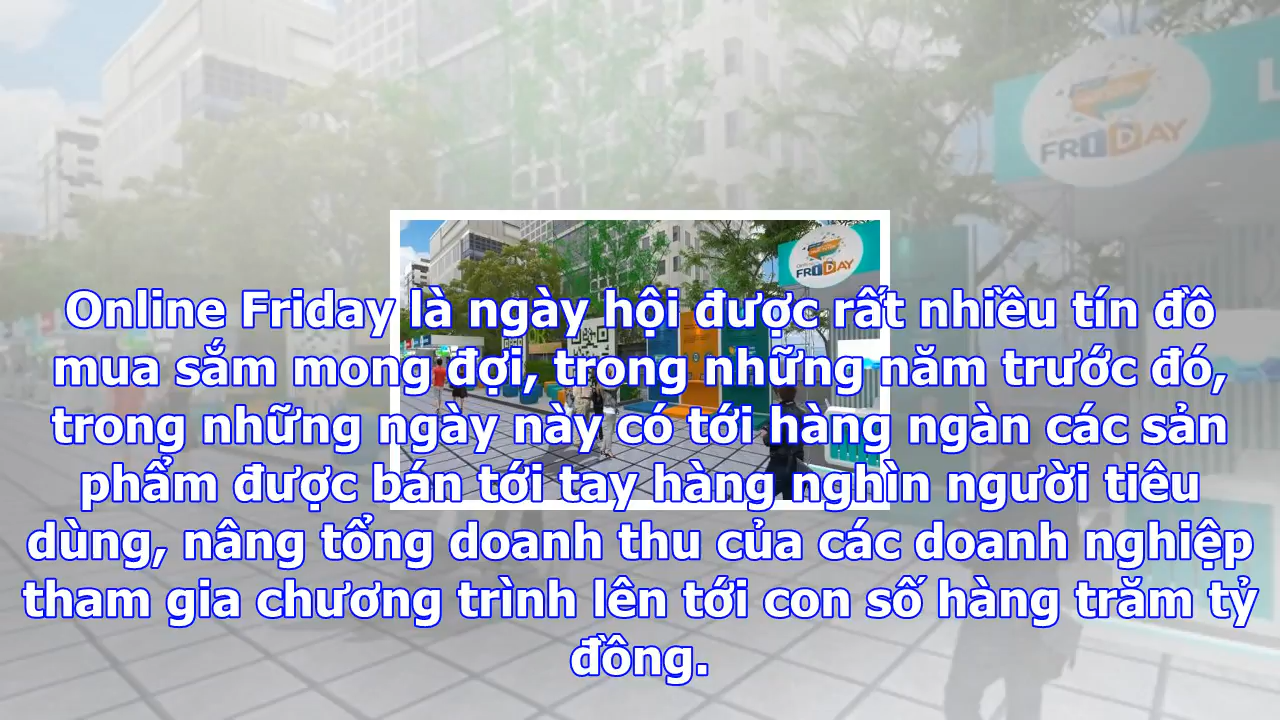 FRIDAY
FRIDAY
Online Friday là ngày hội được rất nhiều tín đồ
mua sắm mong đợi, trong những năm trước đó,
trong những ngày này có tới hàng ngàn các sản
phẩm được bán tới tay hàng nghìn người tiêu
dùng, nâng tổng doanh thu của các doanh nghiệp
tham gia chương trình lên tới con số hàng trăm tỷ
đồng.